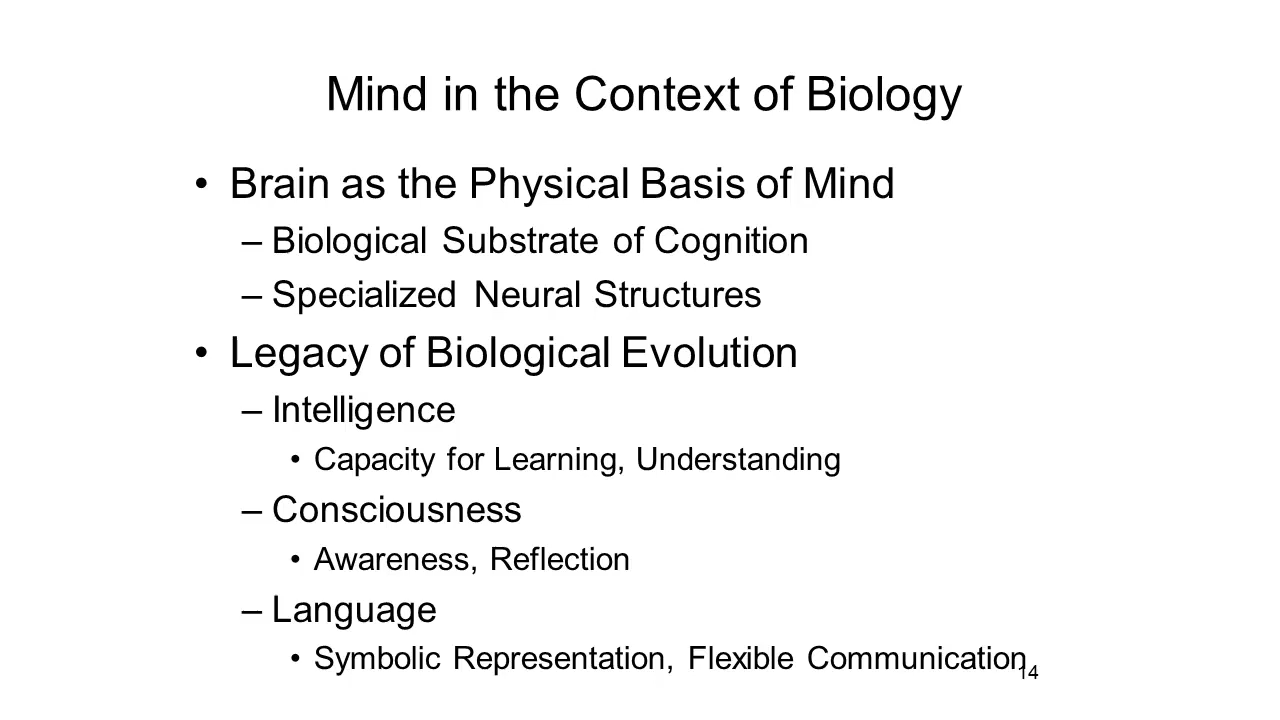 Mind in the Context of Biology
• Brain as the Physical Basis of Mind
– Biological Substrate of Cognition
– Specialized Neural Structures
• Legacy of Biological Evolution
– Intelligence
• Capacity for Learning, Understanding
– Consciousness
• Awareness, Reflection
– Language
• Symbolic Representation, Flexible Communication
14